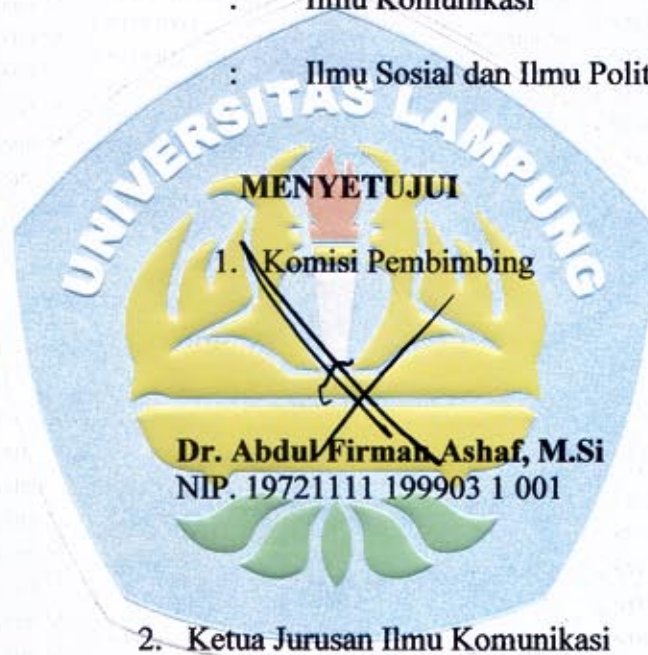 : Ilmu Komunikasi
: Ilmu Sosial dan Ilmu Polit
UNIVERSITAS LAMPUNG
MENYETUJUI
1. Komisi Pembimbing
Dr. Abdul Firman Ashaf, M.Si
NIP. 19721111 199903 1 001
2. Ketua Jurusan Ilmu Komunikasi